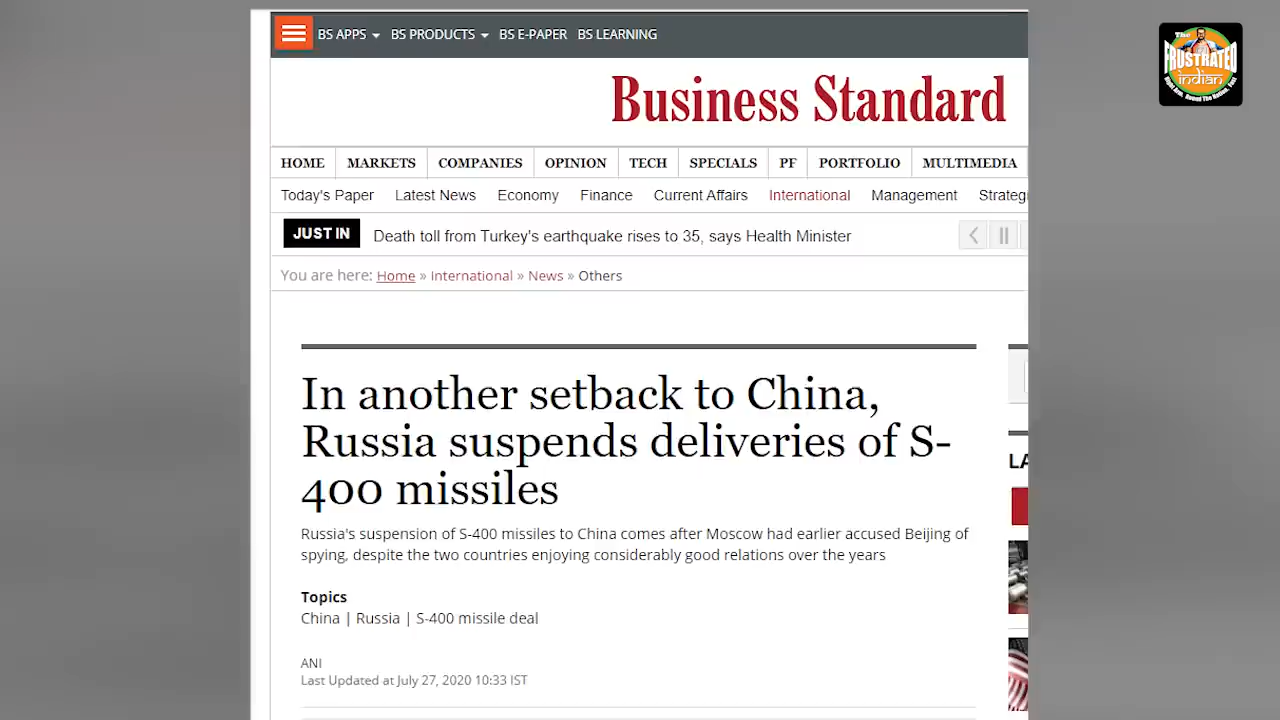 BS APPS BS PRODUCTS BS E-PAPER BS LEARNING
The
FRUSTRATED
indian
Business Standard
HOME MARKETS COMPANIES OPINION TECH SPECIALS PF PORTFOLIO MULTIMEDIA
Today's Paper Latest News Economy Finance Current Affairs International Management
JUST IN Death toll from Turkey's earthquake rises to 35, says Health Minister
You are here: Home » International » News » Others
In another setback to China,
Russia suspends deliveries of S-
400 missiles
Russia's suspension of S-400 missiles to China comes after Moscow had earlier accused Beijing of
spying, despite the two countries enjoying considerably good relations over the years
Topics
China | Russia | S-400 missile deal
ANI
Last Updated at July 27, 2020 10:33 IST